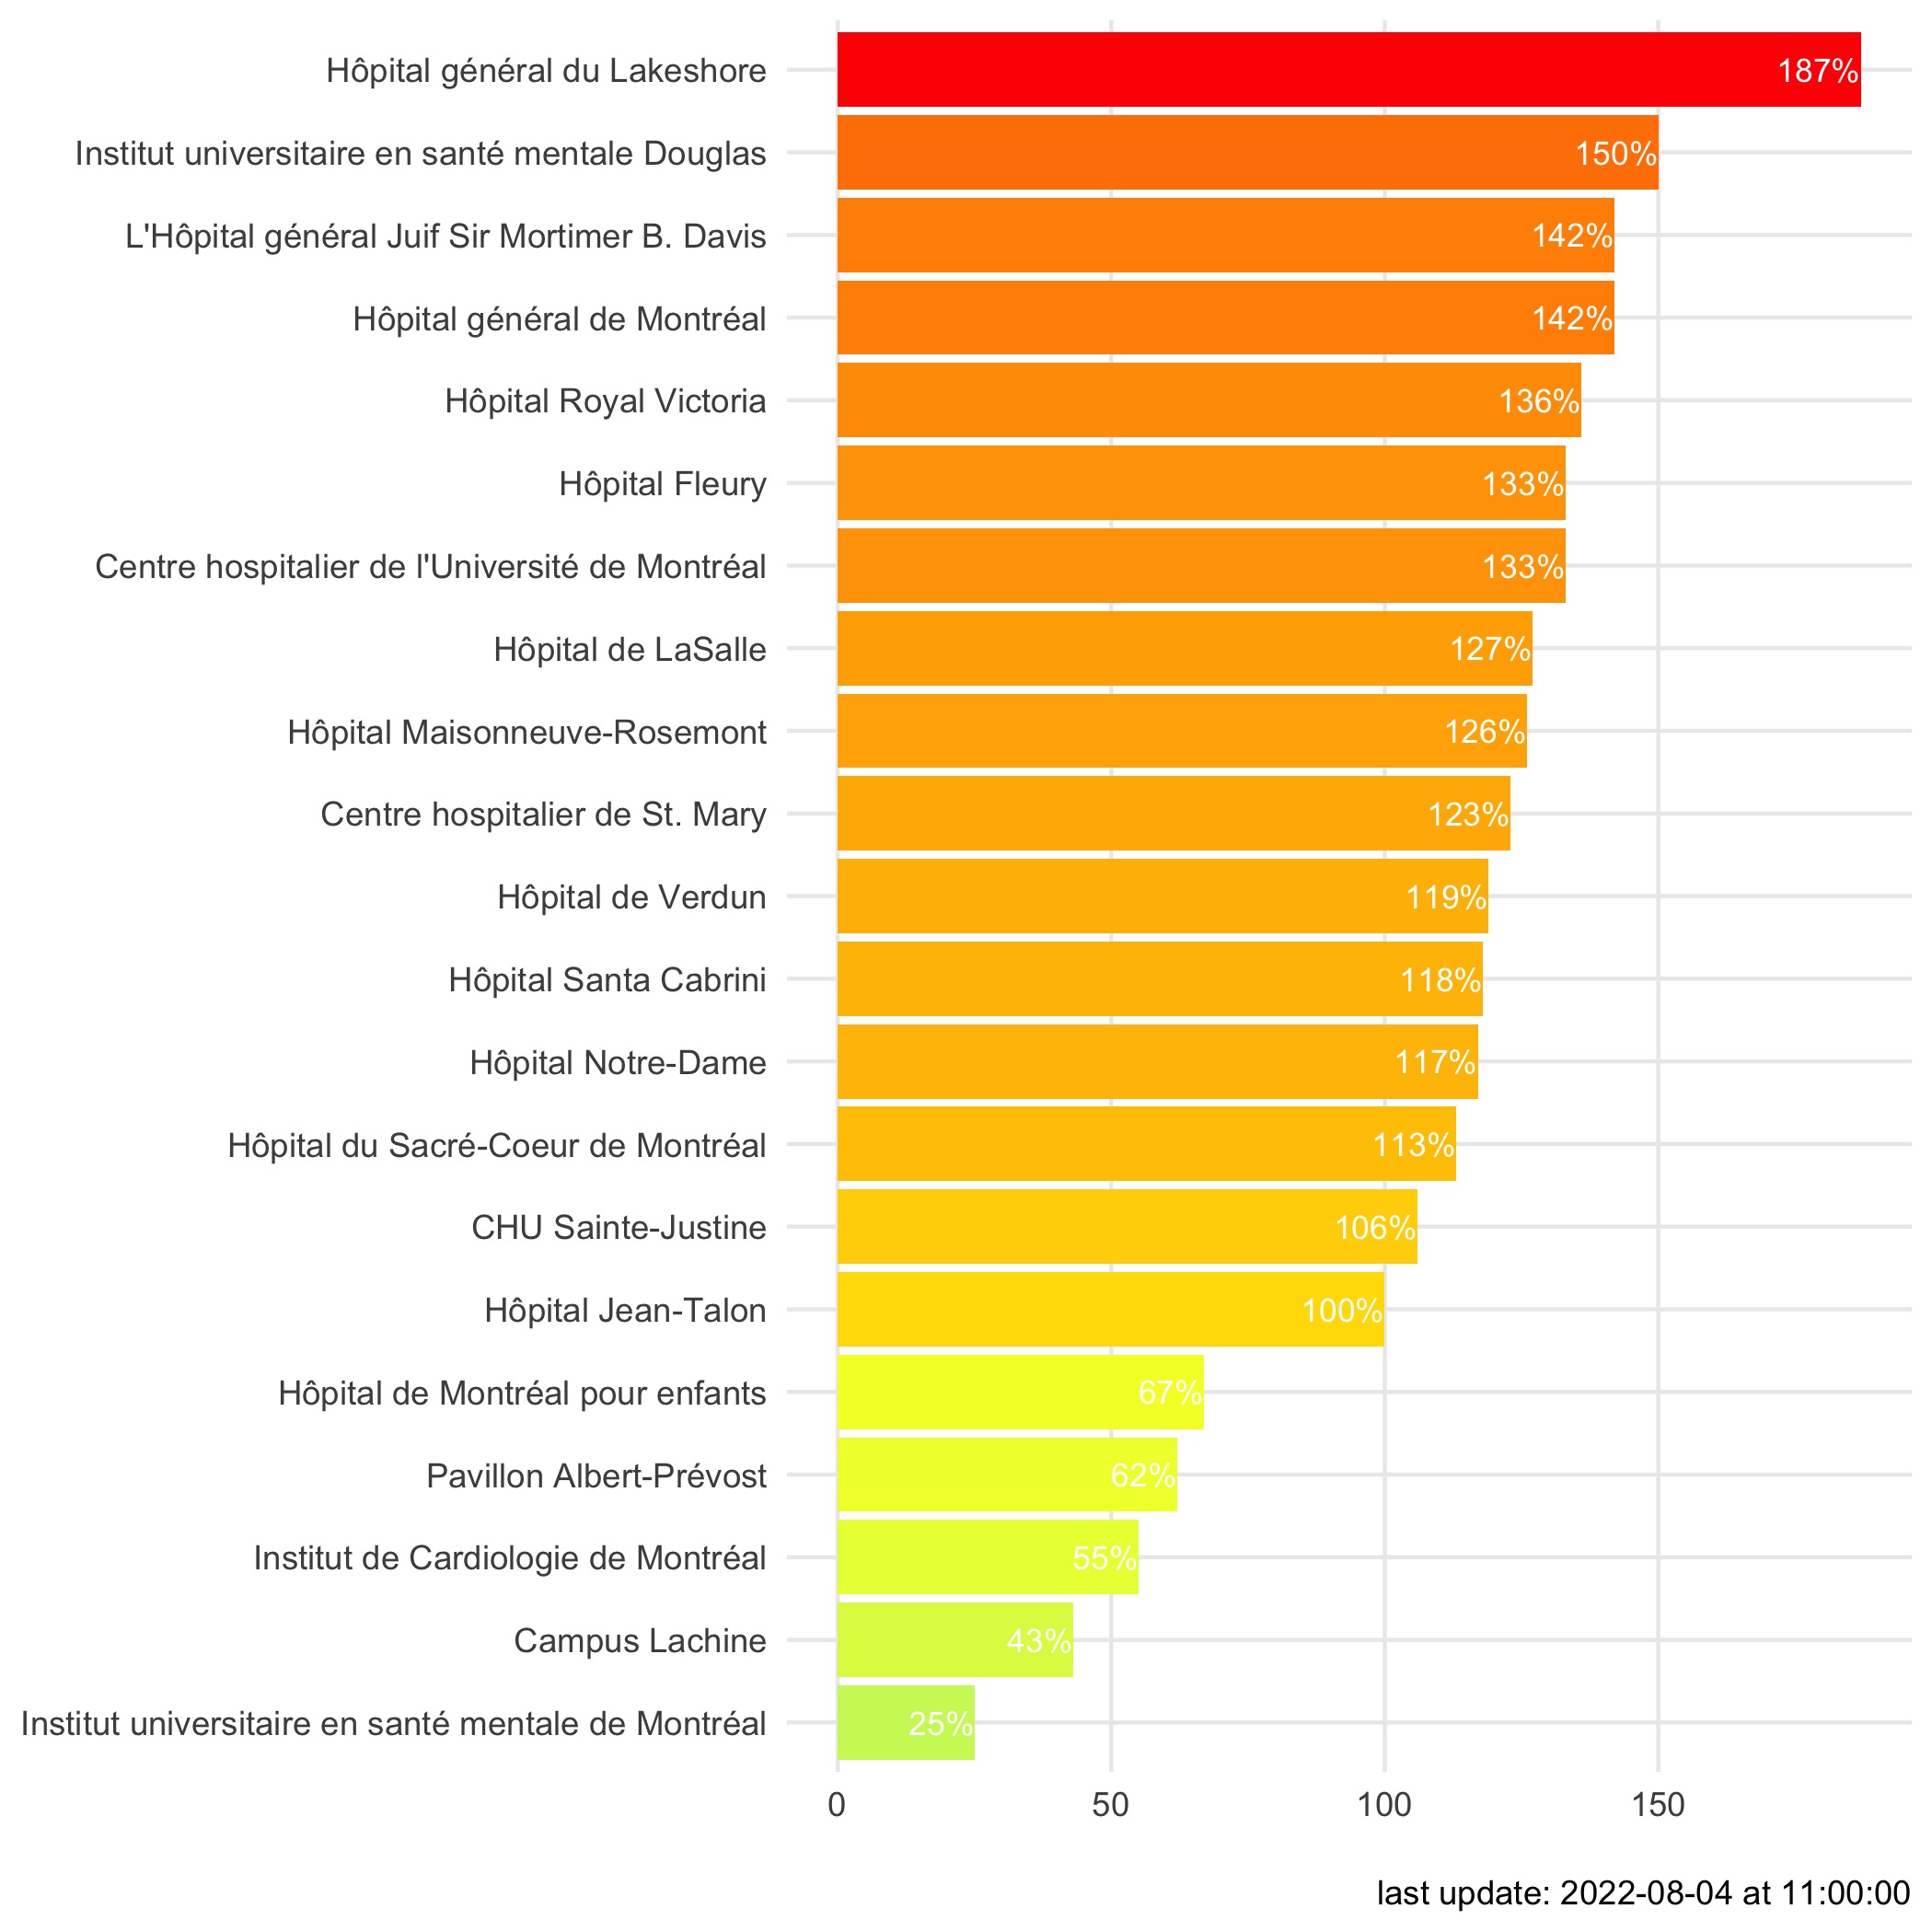 Hôpital général du Lakeshore 187%
Institut universitaire en santé mentale Douglas 150%
L'Hôpital général Juif Sir Mortimer B. Davis 142%
Hôpital général de Montréal 142%
Hôpital Royal Victoria 136%
Hôpital Fleury 133%
Centre hospitalier de l'Université de Montréal 133%
Hôpital de LaSalle 127%
Hôpital Maisonneuve-Rosemont 126%
Centre hospitalier de St. Mary 123%
Hôpital de Verdun 119%
Hôpital Santa Cabrini 118%
Hôpital Notre-Dame 117%
Hôpital du Sacré-Coeur de Montréal 113%
CHU Sainte-Justine 106%
Hôpital Jean-Talon 100%
Hôpital de Montréal pour enfants 67%
Pavillon Albert-Prévost 62%
Institut de Cardiologie de Montréal 55%
Campus Lachine 43%
Institut universitaire en santé mentale de Montréal 25%
0 50 100 150
last update: 2022-08-04 at 11:00:00